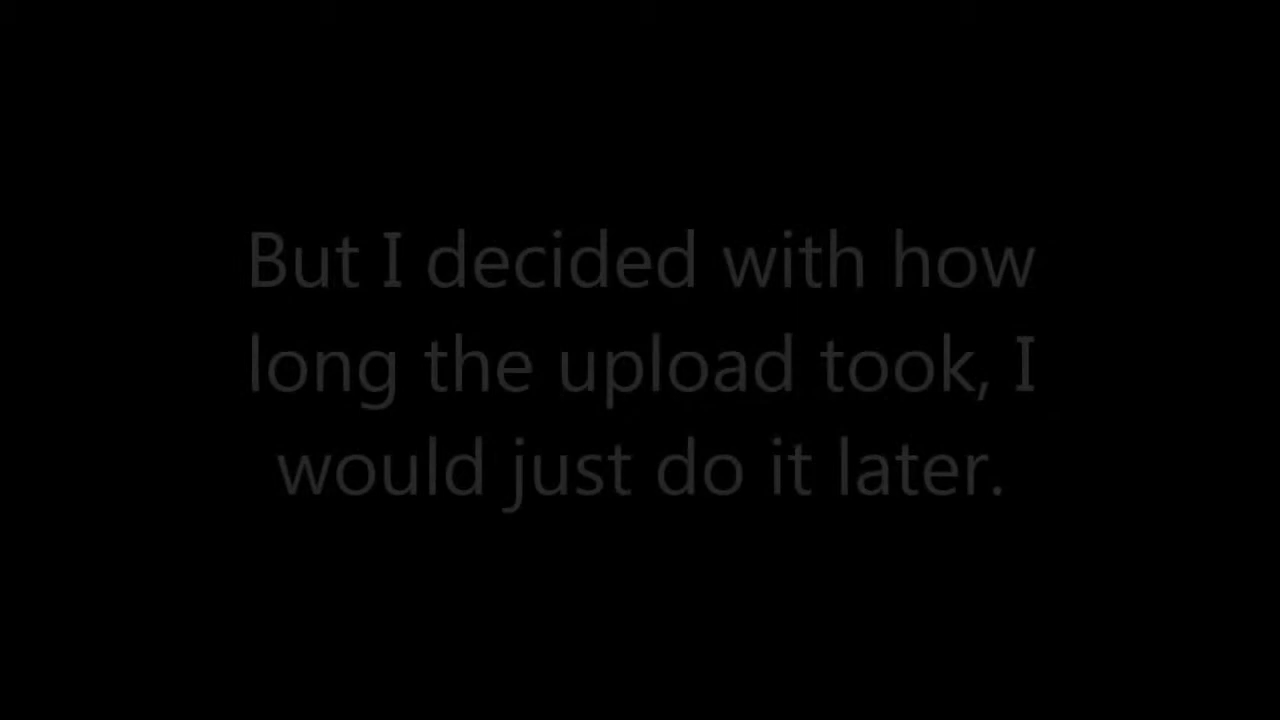 But I decided with how
long the upload took, I
would just do it later.